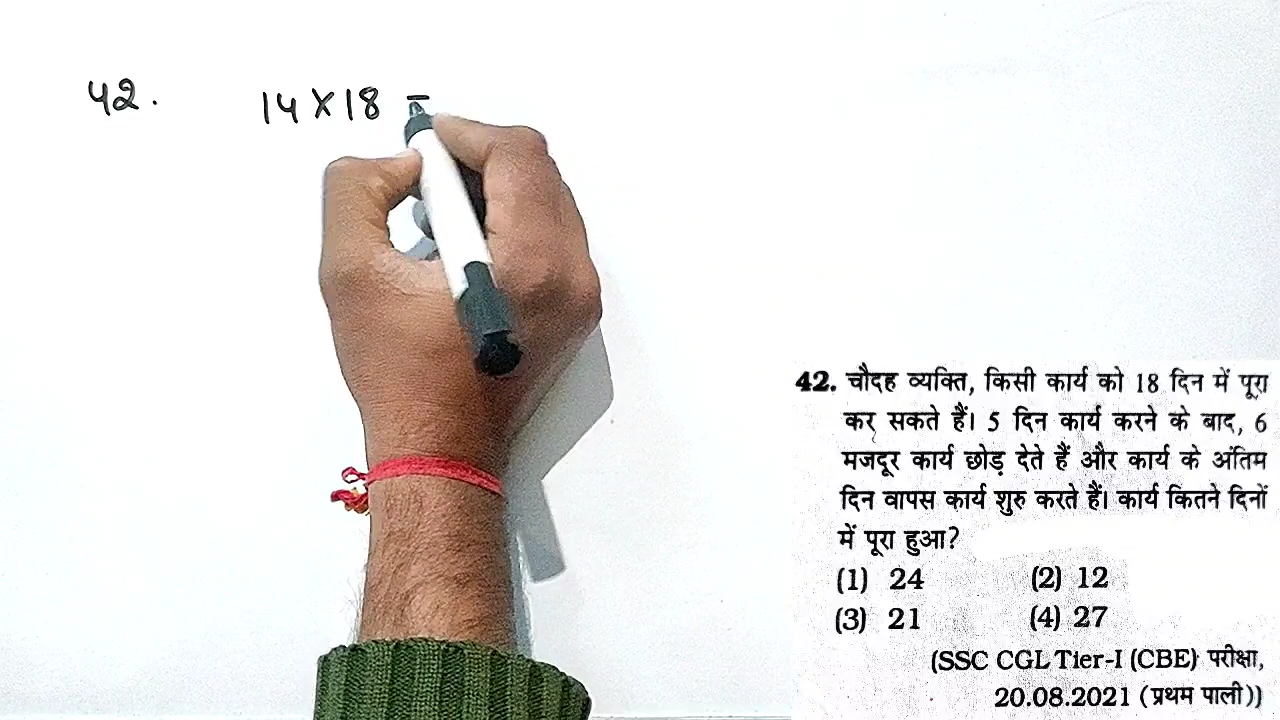 42. 14 X 18 =
42. चौदह व्यक्ति, किसी कार्य को 18 दिन में पूरा
कर सकते हैं। 5 दिन कार्य करने के बाद, 6
मजदूर कार्य छोड़ देते हैं और कार्य के अंतिम
दिन वापस कार्य शुरु करते हैं। कार्य कितने दिनों
में पूरा हुआ?
(1) 24 (2) 12
(3) 21 (4) 27
(SSC CGL Tier-I (CBE) परीक्षा,
20.08.2021 (प्रथम पाली))